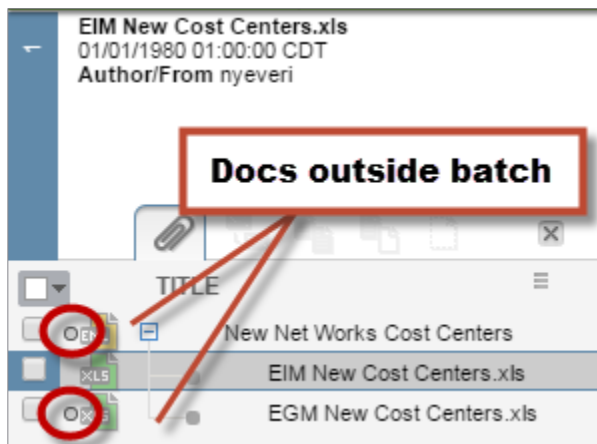 1
EIM New Cost Centers.xls
01/01/1980 01:00:00 CDT
Author/From nyeveri
Docs outside batch
TITLE
New Net Works Cost Centers
XLS
EIM New Cost Centers.xls
EGM New Cost Centers.xls